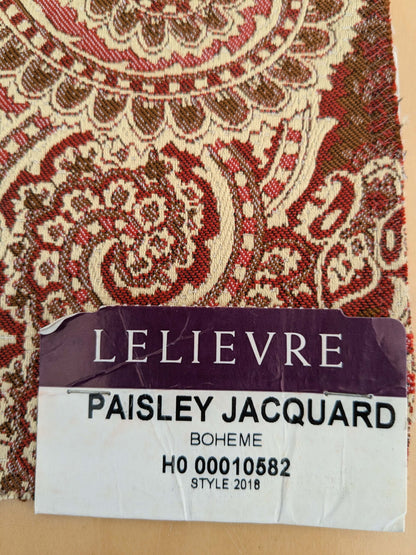 LELIEVRE
PAISLEY JACQUARD
BOHEME
H0 00010582
STYLE 2018